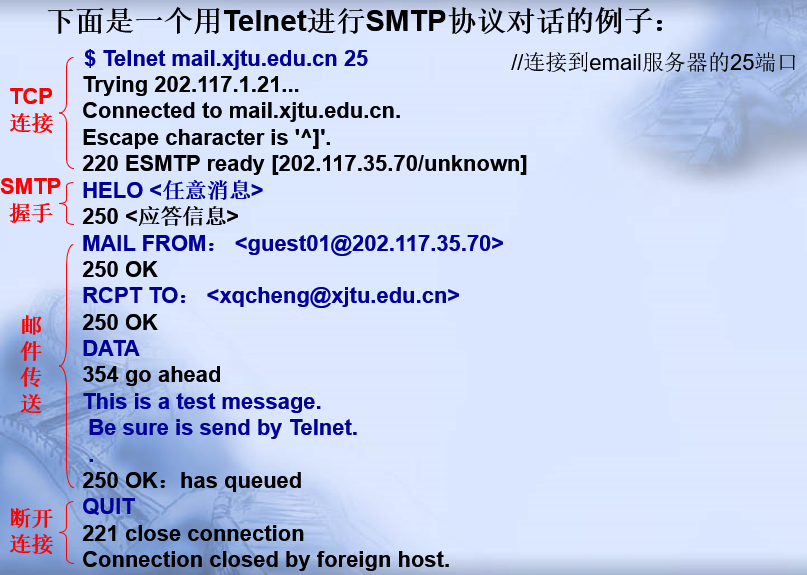 下面是一个用Telnet进行SMTP协议对话的例子：
$ Telnet mail.xjtu.edu.cn 25 //连接到email服务器的25端口
Trying 202.117.1.21...
TCP
连接
Connected to mail.xjtu.edu.cn.
Escape character is '^]'.
220 ESMTP ready [202.117.35.70/unknown]
SMTP
握手
HELO <任意消息>
250 <应答信息>
MAIL FROM： <guest01@202.117.35.70>
250 OK
RCPT TO： <xqcheng@xjtu.edu.cn>
250 OK
邮
件
传
送
DATA
354 go ahead
This is a test message.
Be sure is send by Telnet.
.
250 OK：has queued
断开
连接
QUIT
221 close connection
Connection closed by foreign host.